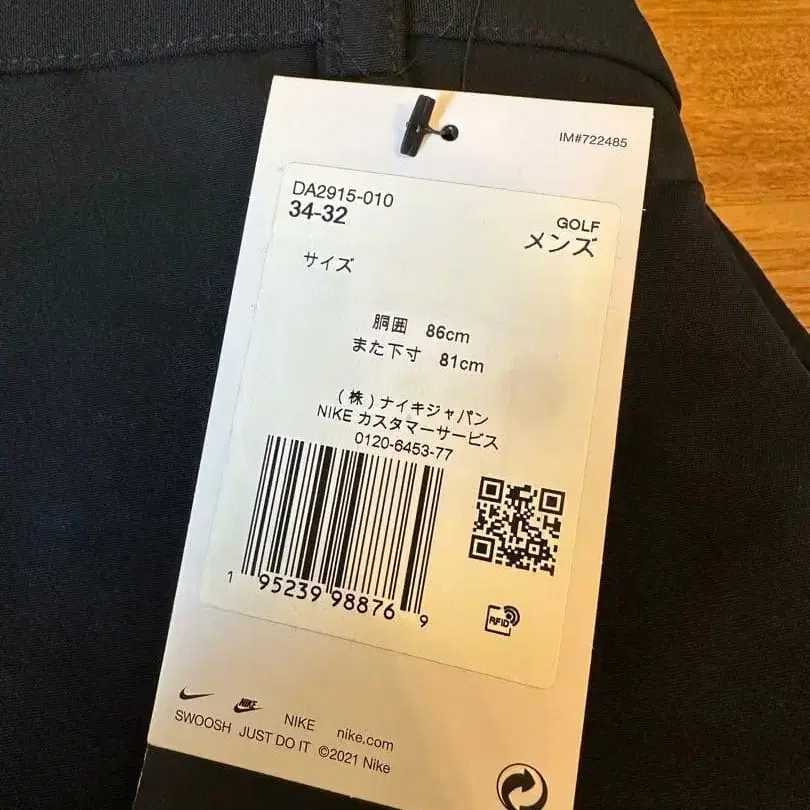 IM#722485
DA2915-010
34-32
GOLF
メンズ
サイズ
胴囲 86cm
また下寸 81cm
(株)ナイキジャパン
NIKE カスタマーサービス
0120-6453-77
1 95239 98876 9
RFID
NIKE
NIKE nike.com
SWOOSH JUST DO IT ©2021 Nike